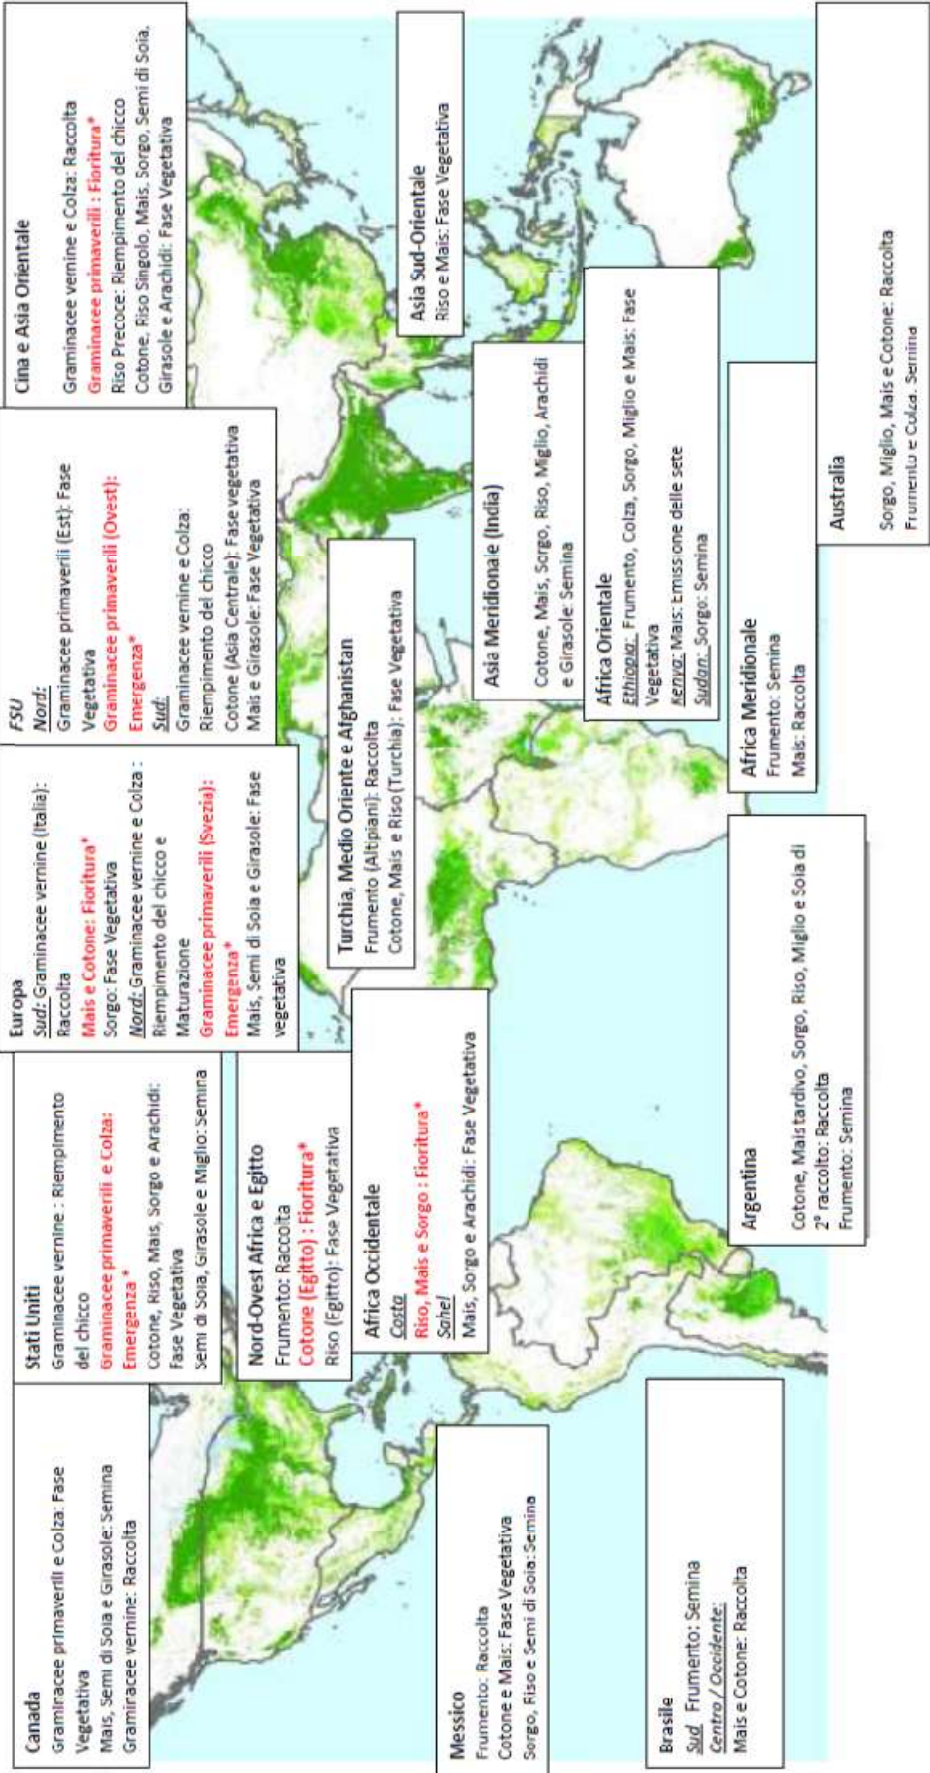 Canada
Graminacee primaverili e Colza: Fase
Vegetativa
Mais, Semi di Soia e Girasole: Semina
Graminacee vernine: Raccolta
Stati Uniti
Graminacee vernine : Riempimento
del chicco
Graminacee primaverili e Colza:
Emergenza *
Cotone, Riso, Mais, Sorgo e Arachidi:
Fase Vegetativa
Semi di Soia, Girasole e Miglio: Semina
Europa
Sud: Graminacee vernine (Italia):
Raccolta
Mais e Cotone: Fioritura*
Sorgo: Fase Vegetativa
Nord: Graminacee vernine e Colza :
Riempimento del chicco e
Maturazione
Graminacee primaverili (Svezia):
Emergenza*
Mais, Semi di Soia e Girasole: Fase
vegetativa
FSU
Nord:
Graminacee primaverili (Est): Fase
Vegetativa
Graminacee primaverili (Ovest):
Emergenza*
Sud:
Graminacee vernine e Colza:
Riempimento del chicco
Cotone (Asia Centrale): Fase vegetativa
Mais e Girasole: Fase Vegetativa
Cina e Asia Orientale
Graminacee vernine e Colza: Raccolta
Graminacee primaverili : Fioritura*
Riso Precoce: Riempimento del chicco
Cotone, Riso Singolo, Mais, Sorgo, Semi di Soia,
Girasole e Arachidi: Fase Vegetativa
Nord-Ovest Africa e Egitto
Frumento: Raccolta
Cotone (Egitto) : Fioritura*
Riso (Egitto): Fase Vegetativa
Turchia, Medio Oriente e Afghanistan
Frumento (Altipiani): Raccolta
Cotone, Mais e Riso (Turchia): Fase Vegetativa
Asia Sud-Orientale
Riso e Mais: Fase Vegetativa
Africa Occidentale
Costa
Riso, Mais e Sorgo : Fioritura*
Sahel
Mais, Sorgo e Arachidi: Fase Vegetativa
Asia Meridionale (India)
Cotone, Mais, Sorgo, Riso, Miglio, Arachidi
e Girasole: Semina
Messico
Frumento: Raccolta
Cotone e Mais: Fase Vegetativa
Sorgo, Riso e Semi di Soia: Semina
Africa Orientale
Ethiopia: Frumento, Colza, Sorgo, Miglio e Mais: Fase
Vegetativa
Kenya: Mais: Emissione delle sete
Sudan: Sorgo: Semina
Brasile
Sud Frumento: Semina
Centro / Occidente:
Mais e Cotone: Raccolta
Argentina
Cotone, Mais tardivo, Sorgo, Riso, Miglio e Soia di
2° raccolto: Raccolta
Frumento: Semina
Africa Meridionale
Frumento: Semina
Mais: Raccolta
Australia
Sorgo, Miglio, Mais e Cotone: Raccolta
Frumento e Colza: Semina